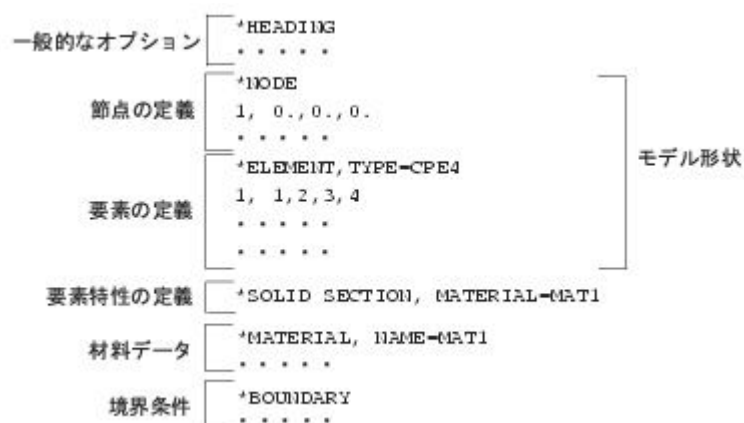 一般的なオプション
*HEADING
. . . . .
節点の定義
*NODE
1, 0.,0.,0.
. . . . .
要素の定義
*ELEMENT,TYPE=CPE4
1, 1,2,3,4
. . . . .
. . . . .
モデル形状
要素特性の定義
*SOLID SECTION, MATERIAL=MAT1
材料データ
*MATERIAL, NAME=MAT1
. . . . .
境界条件
*BOUNDARY
. . . . .